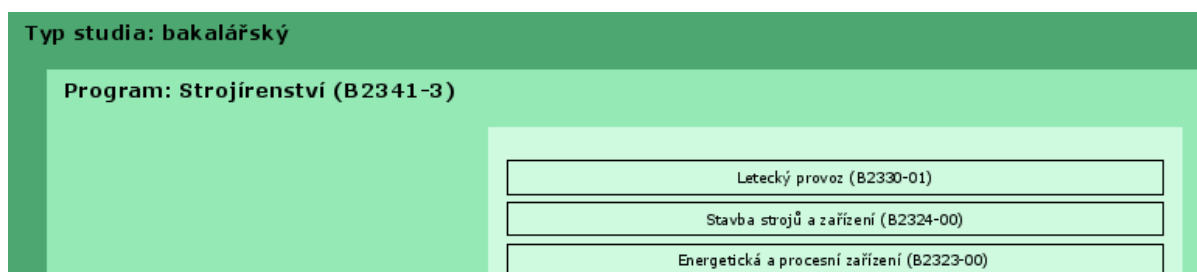 Typ studia: bakalářský
Program: Strojírenství (B2341-3)
Letecký provoz (B2330-01)
Stavba strojů a zařízení (B2324-00)
Energetická a procesní zařízení (B2323-00)